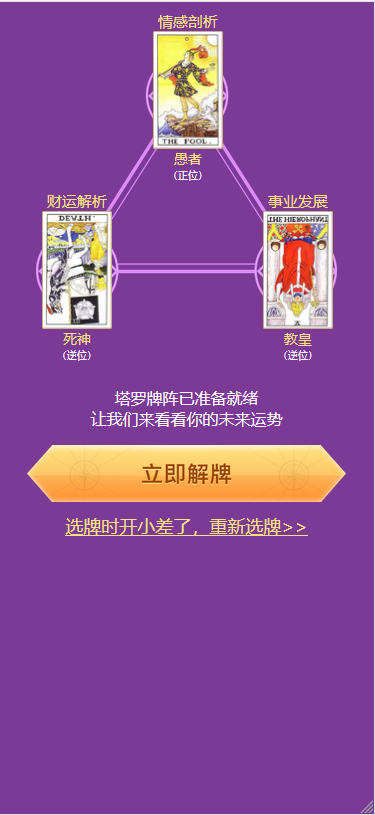 情感剖析
THE FOOL.
愚者
(正位)
财运解析
事业发展
DEATH.
THE HIEROPHANT
死神
(逆位)
教皇
(逆位)
塔罗牌阵已准备就绪
让我们来看看你的未来运势
立即解牌
选牌时开小差了，重新选牌>>